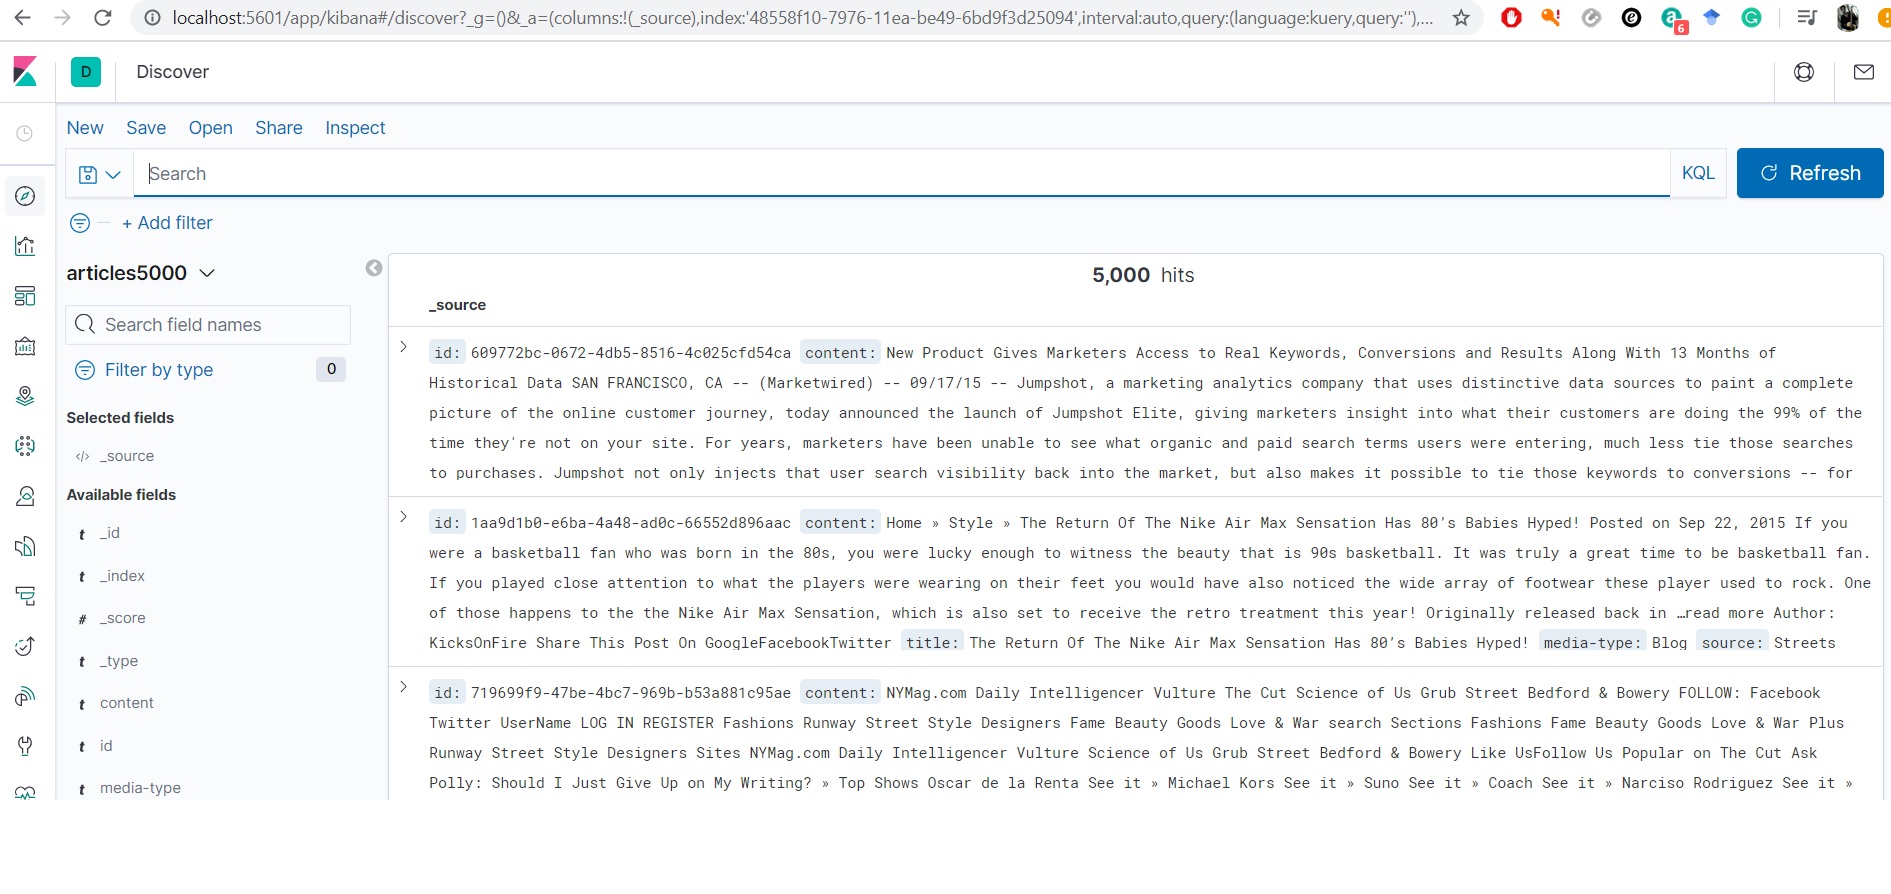 localhost:5601/app/kibana#/discover?_g=()&_a=(columns:!(_source),index:'48558f10-7976-11ea-be49-6bd9f3d25094',interval:auto,query:(language:kuery,query:''),...
6
D
Discover
New Save Open Share Inspect
Search
KQL
Refresh
+ Add filter
articles5000
5,000 hits
_source
Search field names
Filter by type 0
Selected fields
</> _source
Available fields
t _id
t _index
# _score
t _type
t content
t id
t media-type
id: 609772bc-0672-4db5-8516-4c025cfd54ca content: New Product Gives Marketers Access to Real Keywords, Conversions and Results Along With 13 Months of
Historical Data SAN FRANCISCO, CA -- (Marketwired) -- 09/17/15 -- Jumpshot, a marketing analytics company that uses distinctive data sources to paint a complete
picture of the online customer journey, today announced the launch of Jumpshot Elite, giving marketers insight into what their customers are doing the 99% of the
time they're not on your site. For years, marketers have been unable to see what organic and paid search terms users were entering, much less tie those searches
to purchases. Jumpshot not only injects that user search visibility back into the market, but also makes it possible to tie those keywords to conversions -- for
id: 1aa9d1b0-e6ba-4a48-ad0c-66552d896aac content: Home » Style » The Return Of The Nike Air Max Sensation Has 80’s Babies Hyped! Posted on Sep 22, 2015 If you
were a basketball fan who was born in the 80s, you were lucky enough to witness the beauty that is 90s basketball. It was truly a great time to be basketball fan.
If you played close attention to what the players were wearing on their feet you would have also noticed the wide array of footwear these player used to rock. One
of those happens to the the Nike Air Max Sensation, which is also set to receive the retro treatment this year! Originally released back in …read more Author:
KicksOnFire Share This Post On GoogleFacebookTwitter title: The Return Of The Nike Air Max Sensation Has 80’s Babies Hyped! media-type: Blog source: Streets
id: 719699f9-47be-4bc7-969b-b53a881c95ae content: NYMag.com Daily Intelligencer Vulture The Cut Science of Us Grub Street Bedford & Bowery FOLLOW: Facebook
Twitter UserName LOG IN REGISTER Fashions Runway Street Style Designers Fame Beauty Goods Love & War search Sections Fashions Fame Beauty Goods Love & War Plus
Runway Street Style Designers Sites NYMag.com Daily Intelligencer Vulture Science of Us Grub Street Bedford & Bowery Like UsFollow Us Popular on The Cut Ask
Polly: Should I Just Give Up on My Writing? » Top Shows Oscar de la Renta See it » Michael Kors See it » Suno See it » Coach See it » Narciso Rodriguez See it »